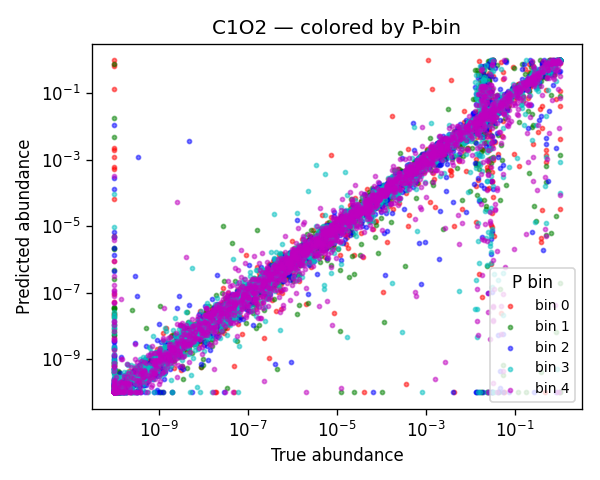 C1O2 — colored by P-bin
Predicted abundance
10⁻¹
10⁻³
10⁻⁵
10⁻⁷
10⁻⁹
P bin
bin 0
bin 1
bin 2
bin 3
bin 4
10⁻⁹
10⁻⁷
10⁻⁵
10⁻³
10⁻¹
True abundance